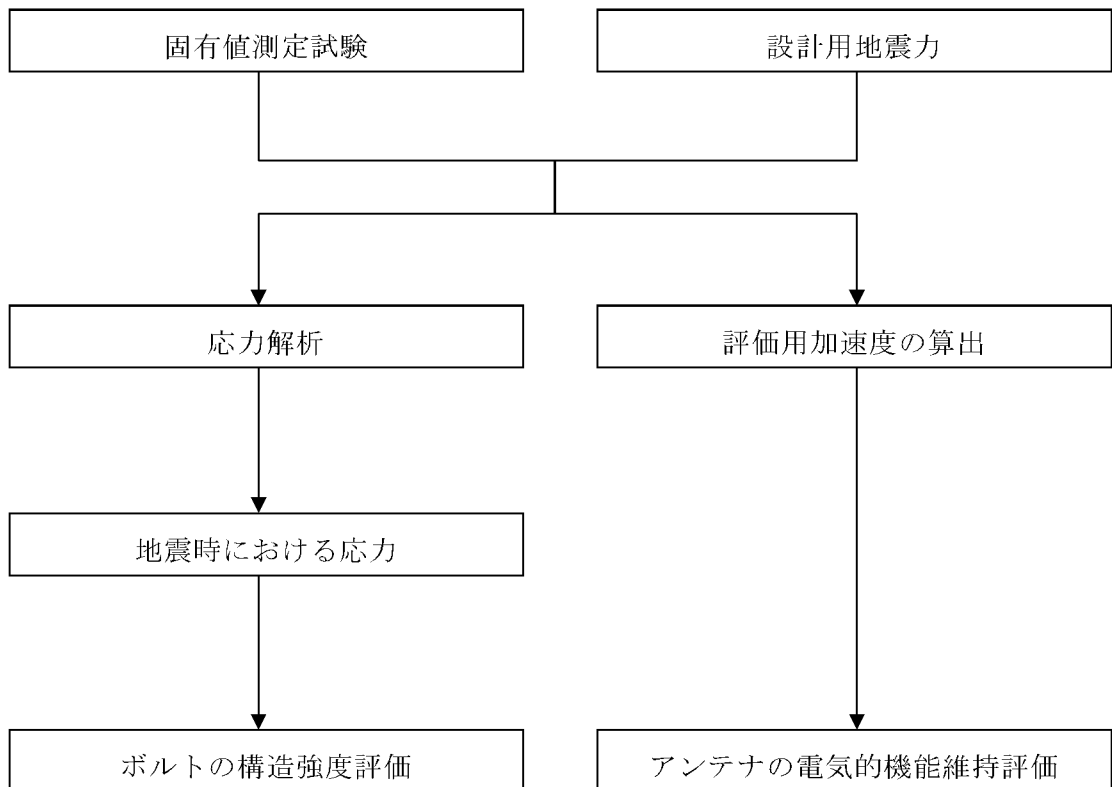 固有値測定試験
設計用地震力
応力解析
評価用加速度の算出
地震時における応力
ボルトの構造強度評価
アンテナの電気的機能維持評価